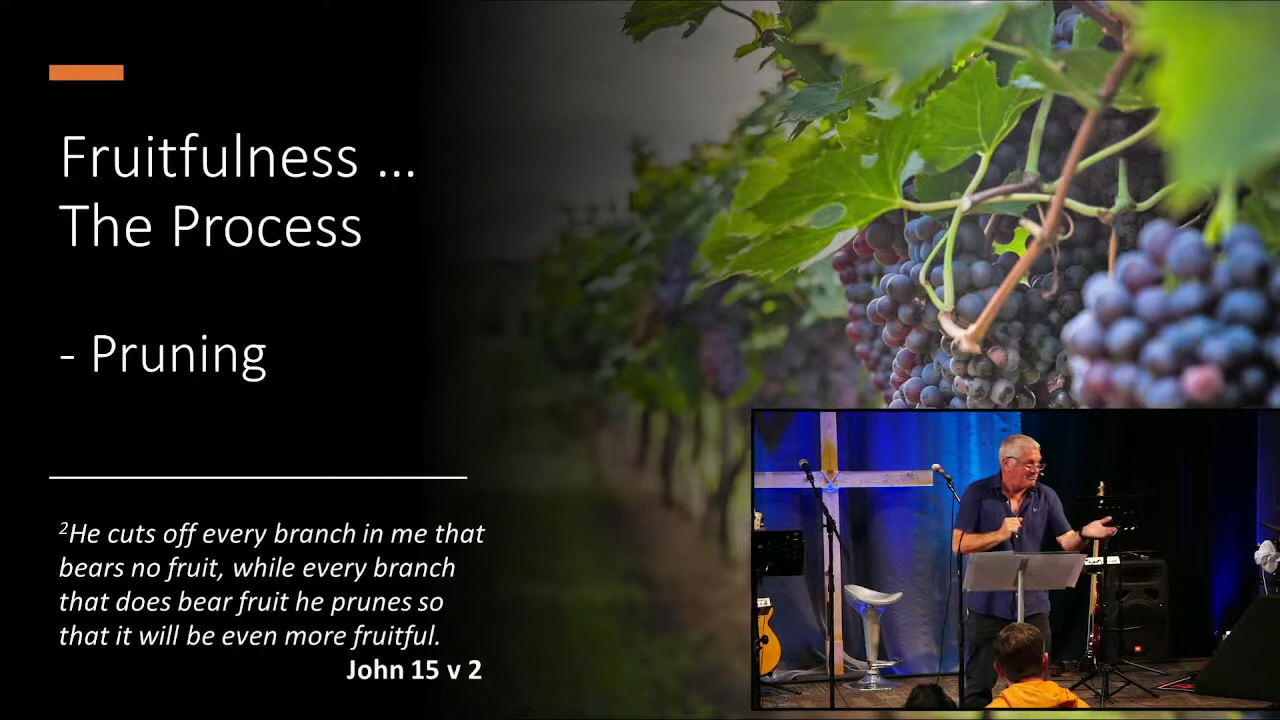 Fruitfulness ...
The Process
- Pruning
2He cuts off every branch in me that
bears no fruit, while every branch
that does bear fruit he prunes so
that it will be even more fruitful.
John 15 v 2